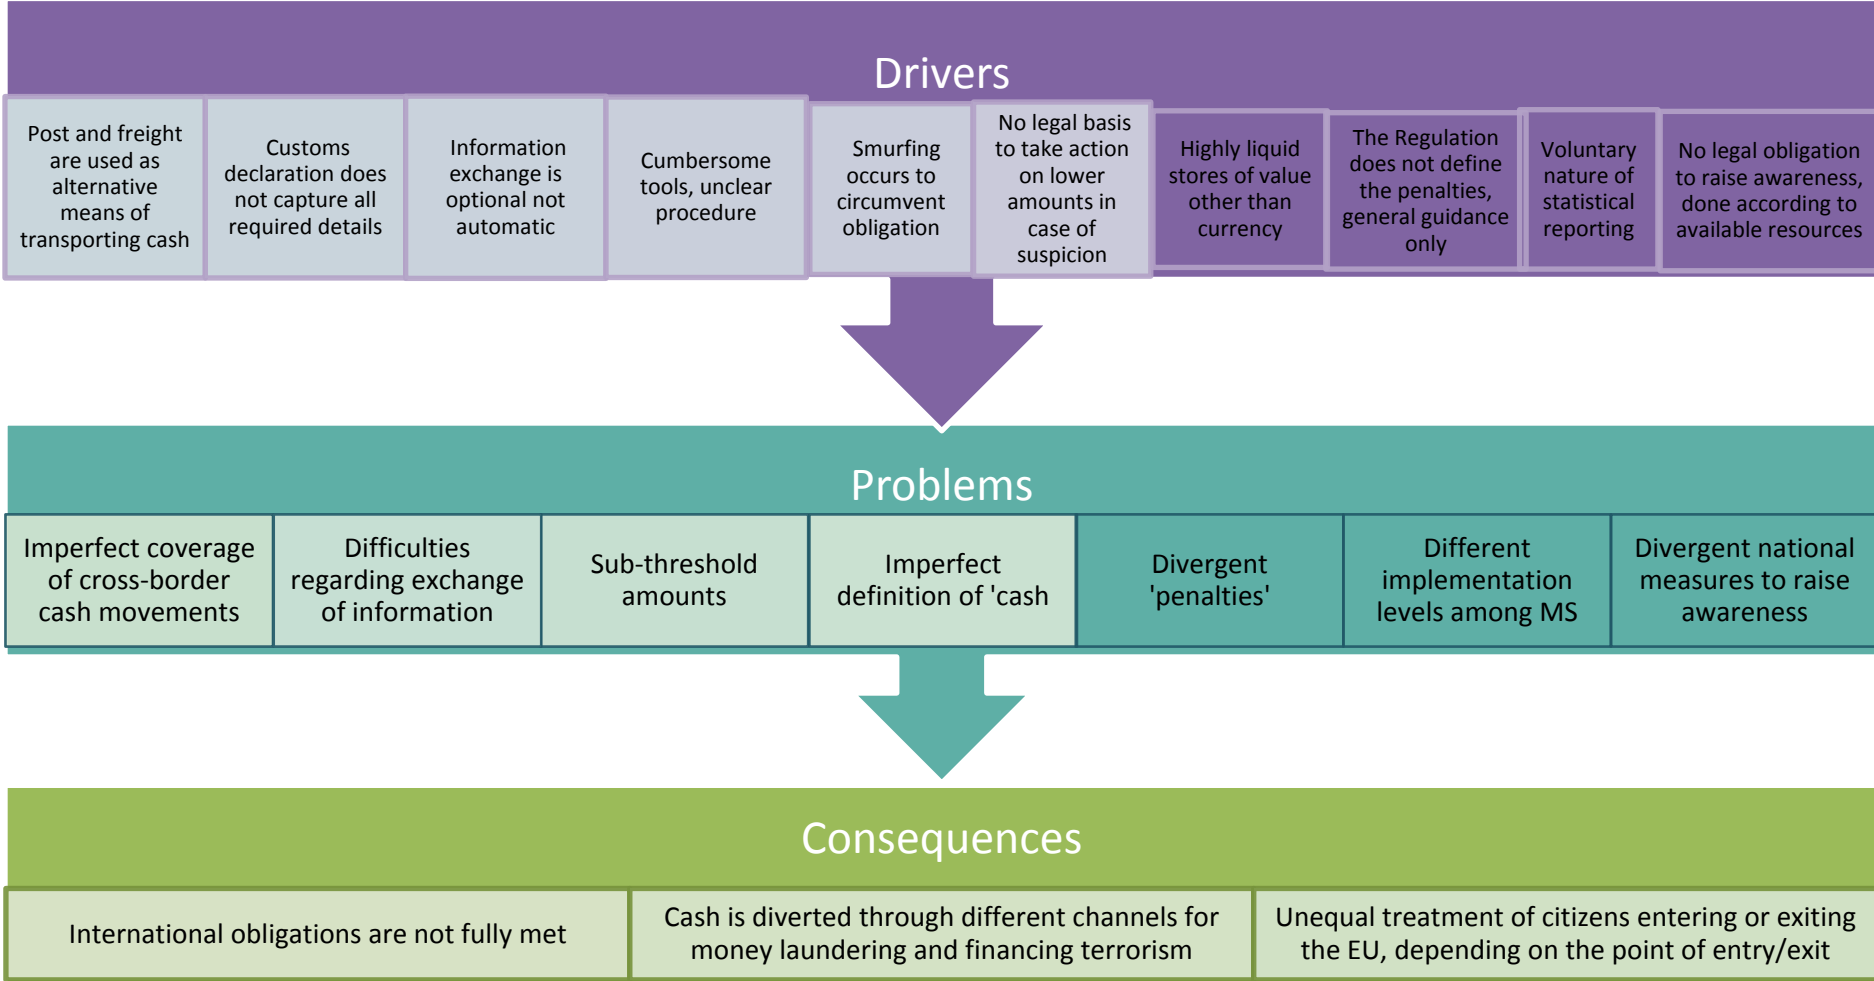 Drivers
Post and freight
are used as
alternative
means of
transporting cash
Customs
declaration does
not capture all
required details
Information
exchange is
optional not
automatic
Cumbersome
tools, unclear
procedure
Smurfing
occurs to
circumvent
obligation
No legal basis
to take action
on lower
amounts in
case of
suspicion
Highly liquid
stores of value
other than
currency
The Regulation
does not define
the penalties,
general guidance
only
Voluntary
nature of
statistical
reporting
No legal obligation
to raise awareness,
done according to
available resources
Problems
Imperfect coverage
of cross-border
cash movements
Difficulties
regarding exchange
of information
Sub-threshold
amounts
Imperfect
definition of 'cash
Divergent
'penalties'
Different
implementation
levels among MS
Divergent national
measures to raise
awareness
Consequences
International obligations are not fully met
Cash is diverted through different channels for
money laundering and financing terrorism
Unequal treatment of citizens entering or exiting
the EU, depending on the point of entry/exit